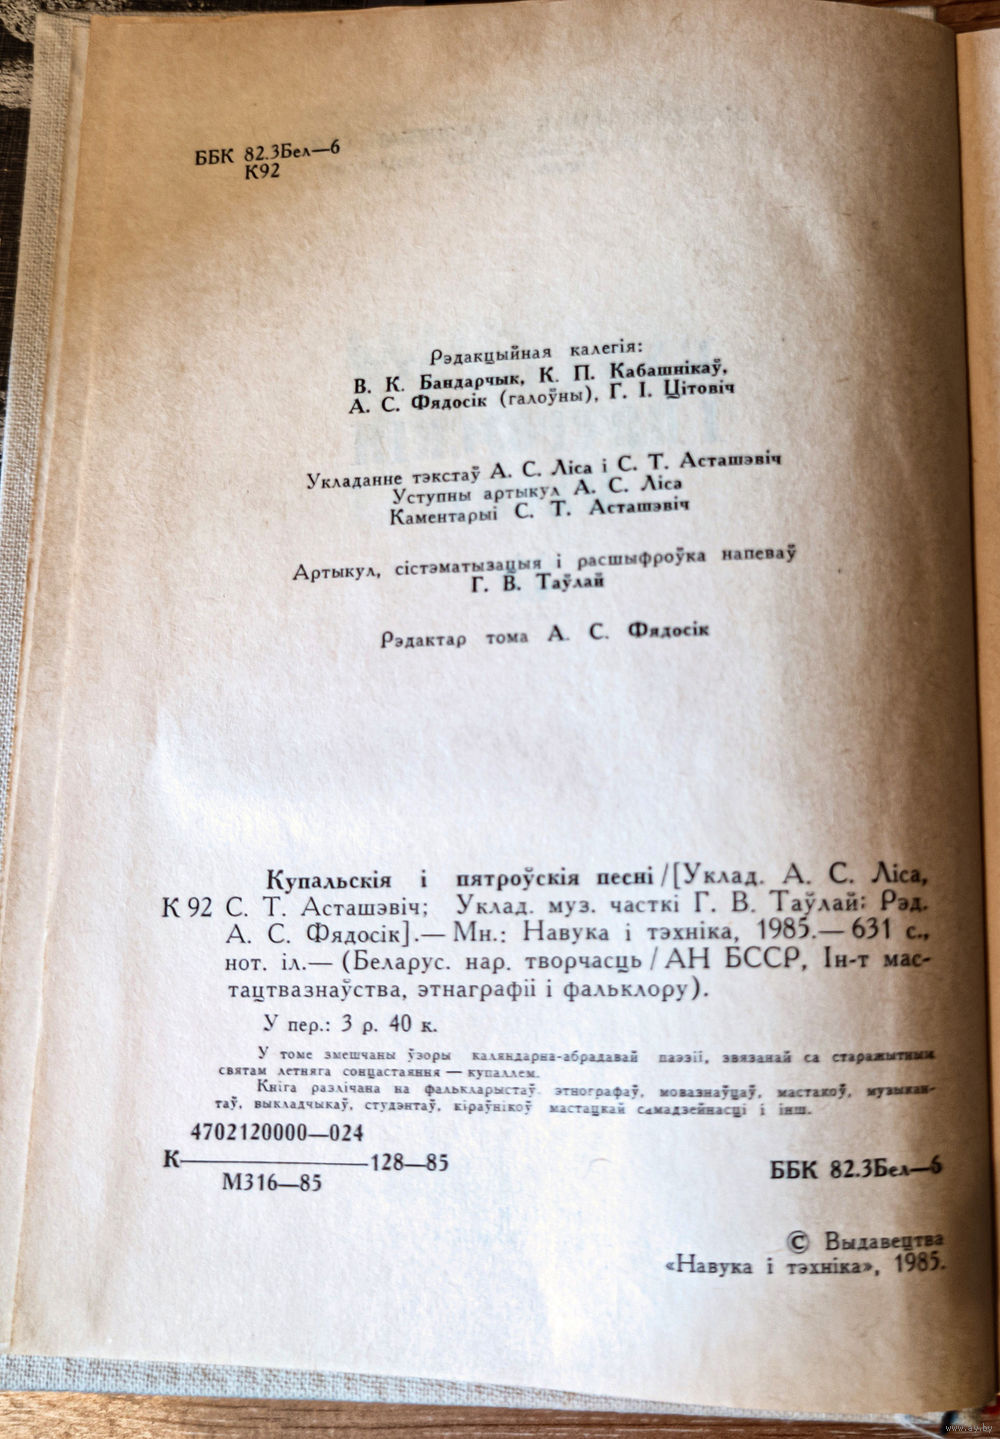 ББК 82.3Бел—6
К92
Рэдакцыйная калегія:
В. К. Бандарчык, К. П. Кабашнікаў,
А. С. Фядосік (галоўны), Г. І. Цітовіч
Укладанне тэкстаў А. С. Ліса і С. Т. Асташэвіч
Уступны артыкул А. С. Ліса
Каментарыі С. Т. Асташэвіч
Артыкул, сістэматызацыя і расшыфроўка напеваў
Г. В. Таўлай
Рэдактар тома А. С. Фядосік
Купальскія і пятроўскія песні/[Уклад. А. С. Ліса,
К 92 С. Т. Асташэвіч; Уклад. муз. часткі Г. В. Таўлай: Рэд.
А. С. Фядосік].— Мн.: Навука і тэхніка, 1985.— 631 с.,
нот. іл.— (Беларус. нар. творчасць / АН БССР, Ін-т мас-
тацтвазнаўства, этнаграфіі і фальклору).
У пер.: 3 р. 40 к.
У томе змешчаны ўзоры каляндарна-абрадавай паэзіі, звязанай са старажытным
святам летняга сонцастаяння — купаллем.
Кніга разлічана на фалькларыстаў, этнографаў, мовазнаўцаў, мастакоў, музыкан-
таў, выкладчыкаў, студэнтаў, кіраўнікоў мастацкай самадзейнасці і інш.
4702120000—024
К————————128—85
М316—85
ББК 82.3Бел—6
© Выдавецтва
«Навука і тэхніка», 1985.
www.ay.by